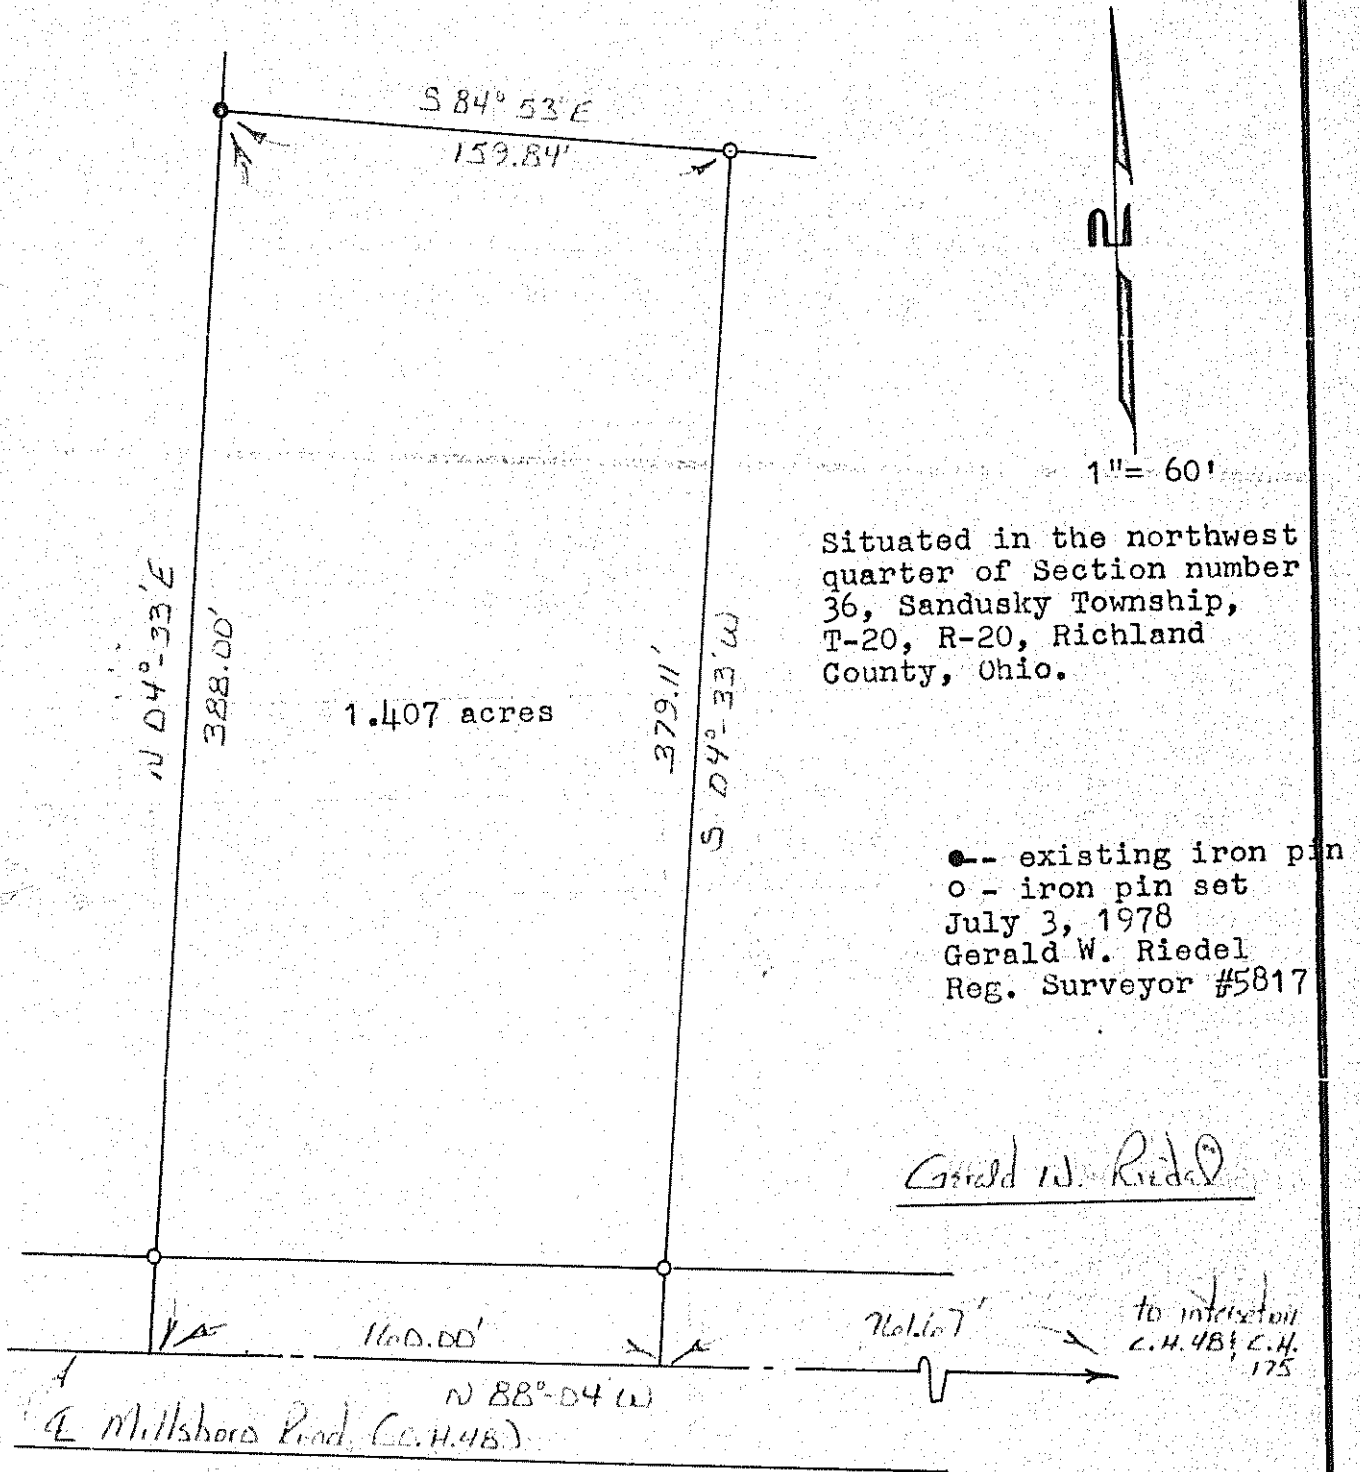 S 84° 53' E
159.84'
N
1"= 60'
Situated in the northwest
quarter of Section number
36, Sandusky Township,
T-20, R-20, Richland
County, Ohio.
N 04°-33' E
388.00'
1.407 acres
379.11'
S 04°-33' W
●-- existing iron pin
o - iron pin set
July 3, 1978
Gerald W. Riedel
Reg. Surveyor #5817
Gerald W. Riedel
160.00'
761.67'
to intersection
C.H. 48 & C.H.
175
N 88°-04' W
℄ Millsboro Road (C.H. 48)